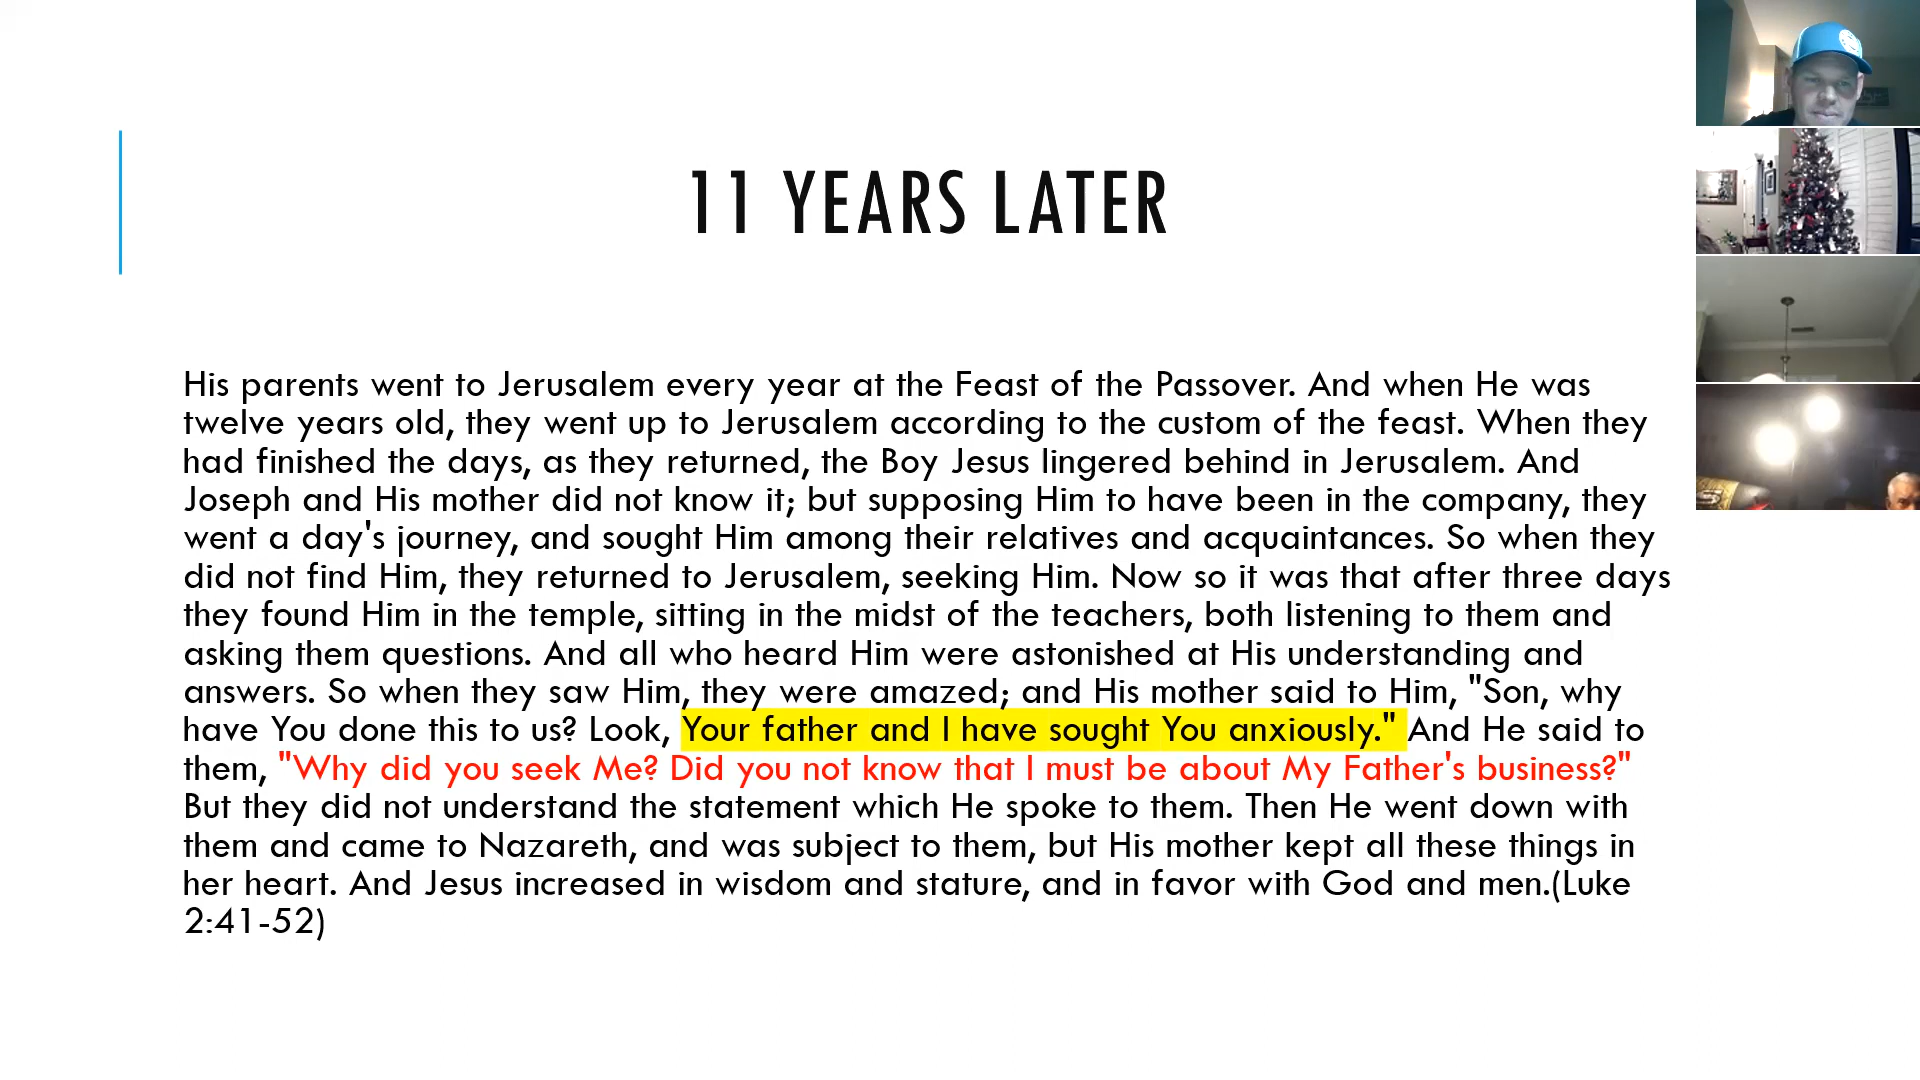 11 YEARS LATER
His parents went to Jerusalem every year at the Feast of the Passover. And when He was
twelve years old, they went up to Jerusalem according to the custom of the feast. When they
had finished the days, as they returned, the Boy Jesus lingered behind in Jerusalem. And
Joseph and His mother did not know it; but supposing Him to have been in the company, they
went a day's journey, and sought Him among their relatives and acquaintances. So when they
did not find Him, they returned to Jerusalem, seeking Him. Now so it was that after three days
they found Him in the temple, sitting in the midst of the teachers, both listening to them and
asking them questions. And all who heard Him were astonished at His understanding and
answers. So when they saw Him, they were amazed; and His mother said to Him, "Son, why
have You done this to us? Look, Your father and I have sought You anxiously." And He said to
them, "Why did you seek Me? Did you not know that I must be about My Father's business?"
But they did not understand the statement which He spoke to them. Then He went down with
them and came to Nazareth, and was subject to them, but His mother kept all these things in
her heart. And Jesus increased in wisdom and stature, and in favor with God and men.(Luke
2:41-52)